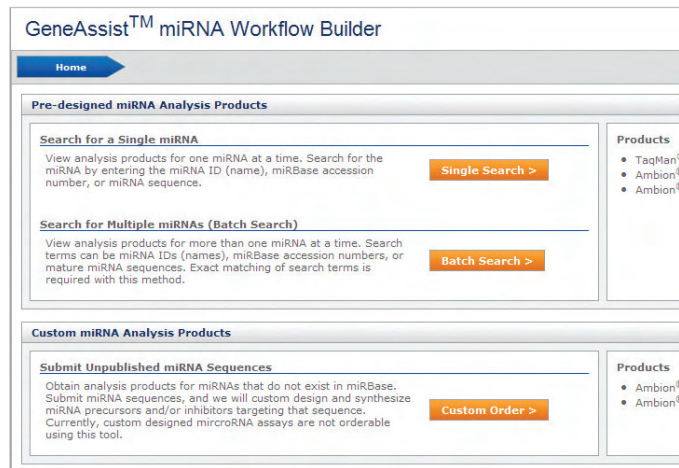 GeneAssist™ miRNA Workflow Builder
Home
Pre-designed miRNA Analysis Products
Search for a Single miRNA
View analysis products for one miRNA at a time. Search for the
miRNA by entering the miRNA ID (name), miRBase accession
number, or miRNA sequence.
Single Search >
Search for Multiple miRNAs (Batch Search)
View analysis products for more than one miRNA at a time. Search
terms can be miRNA IDs (names), miRBase accession numbers, or
mature miRNA sequences. Exact matching of search terms is
required with this method.
Batch Search >
Products
• TaqMan®
• Ambion®
• Ambion®
Custom miRNA Analysis Products
Submit Unpublished miRNA Sequences
Obtain analysis products for miRNAs that do not exist in miRBase.
Submit miRNA sequences, and we will custom design and synthesize
miRNA precursors and/or inhibitors targeting that sequence.
Currently, custom designed mircroRNA assays are not orderable
using this tool.
Custom Order >
Products
• Ambion®
• Ambion®